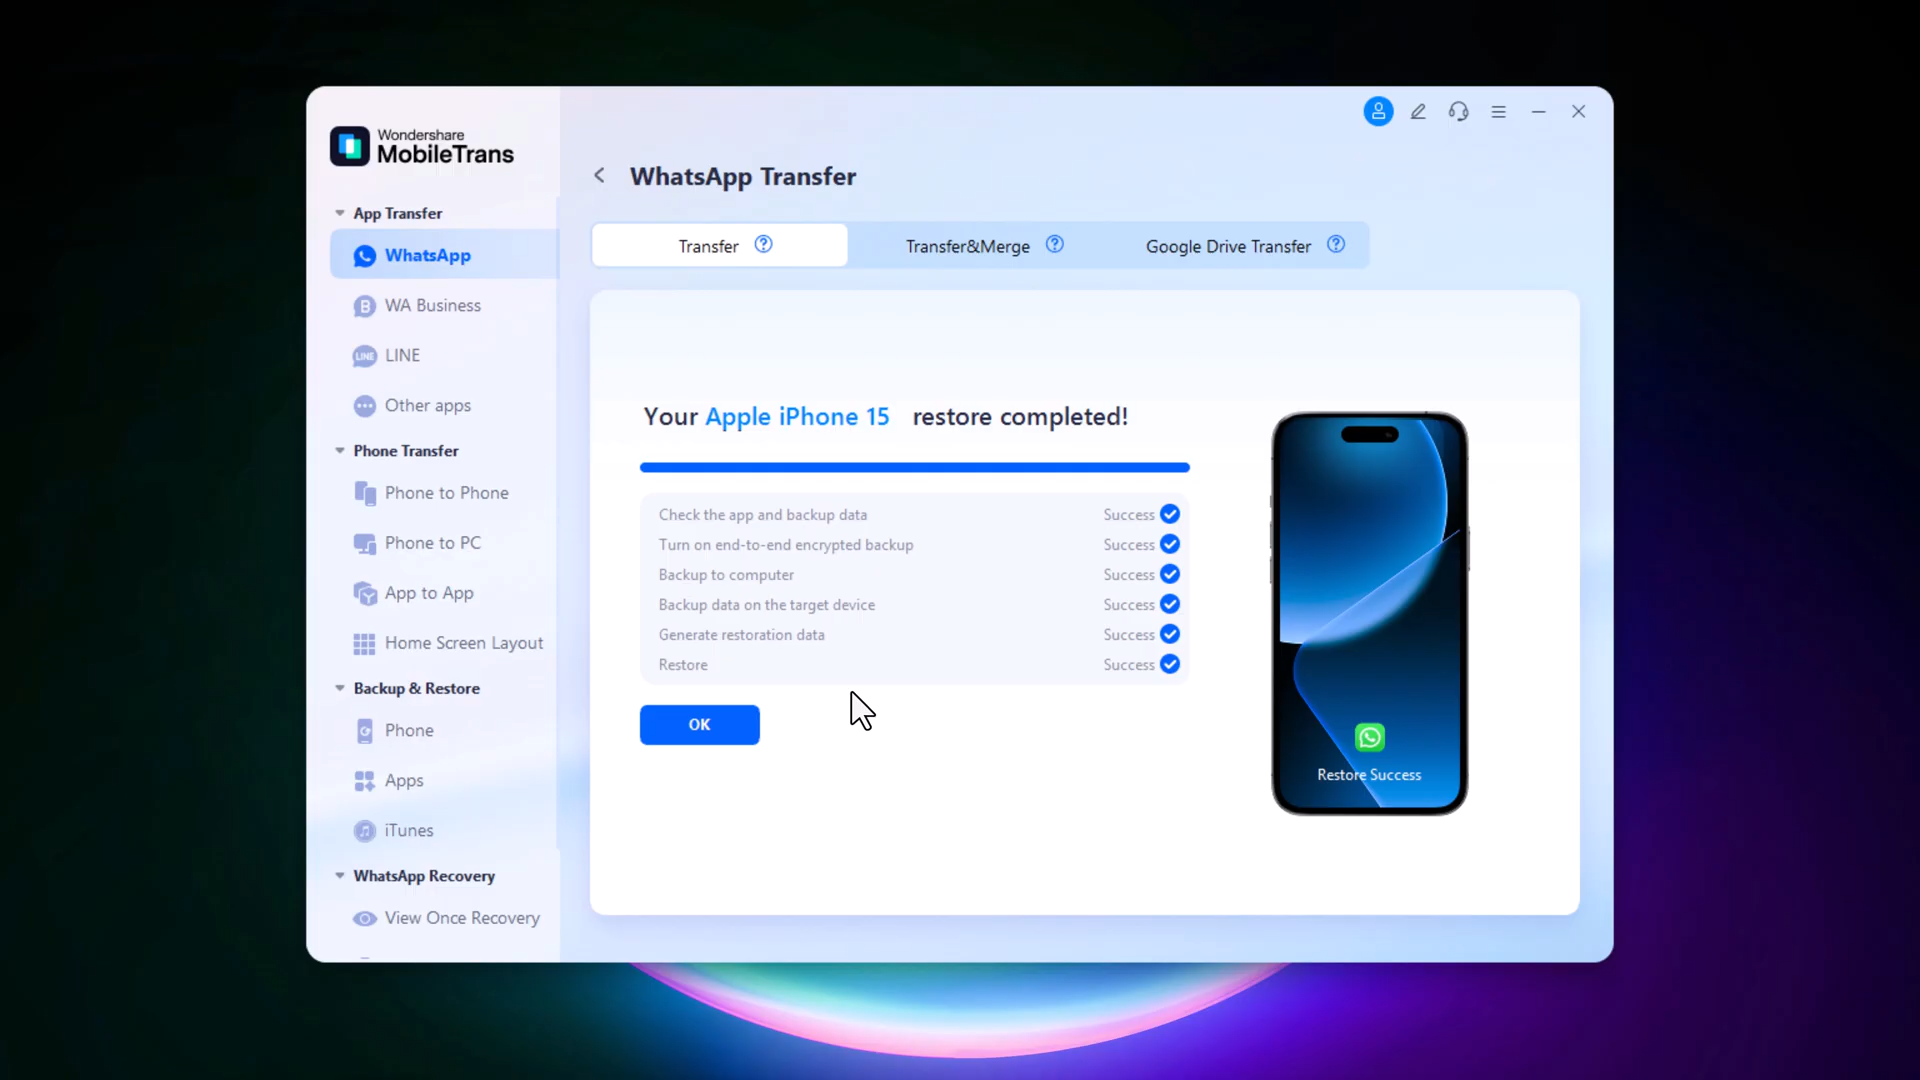 Wondershare
MobileTrans
App Transfer
WhatsApp
WA Business
LINE
LINE
Other apps
Phone Transfer
Phone to Phone
Phone to PC
App to App
Home Screen Layout
Backup & Restore
Phone
Apps
iTunes
WhatsApp Recovery
View Once Recovery
WhatsApp Transfer
Transfer ? Transfer&Merge ? Google Drive Transfer ?
Your Apple iPhone 15 restore completed!
Check the app and backup data Success
Turn on end-to-end encrypted backup Success
Backup to computer Success
Backup data on the target device Success
Generate restoration data Success
Restore Success
OK
Restore Success